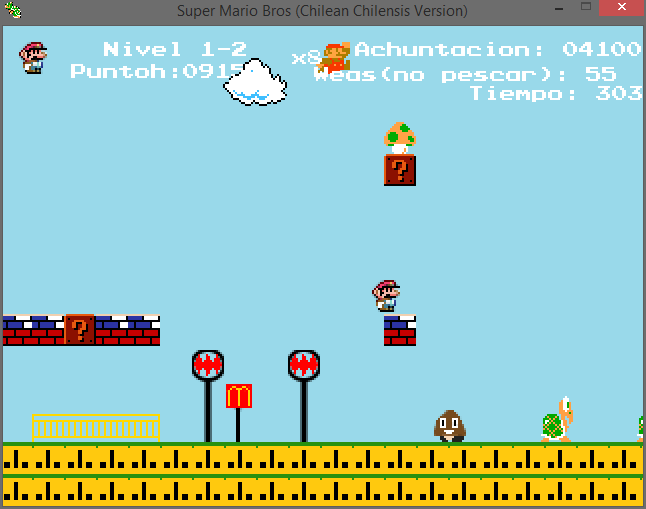 Super Mario Bros (Chilean Chilensis Version)
Nivel 1-2
x8
Achuntacion: 04100
Puntoh:0915
Weas(no pescar): 55
Tiempo: 303
?
?
m